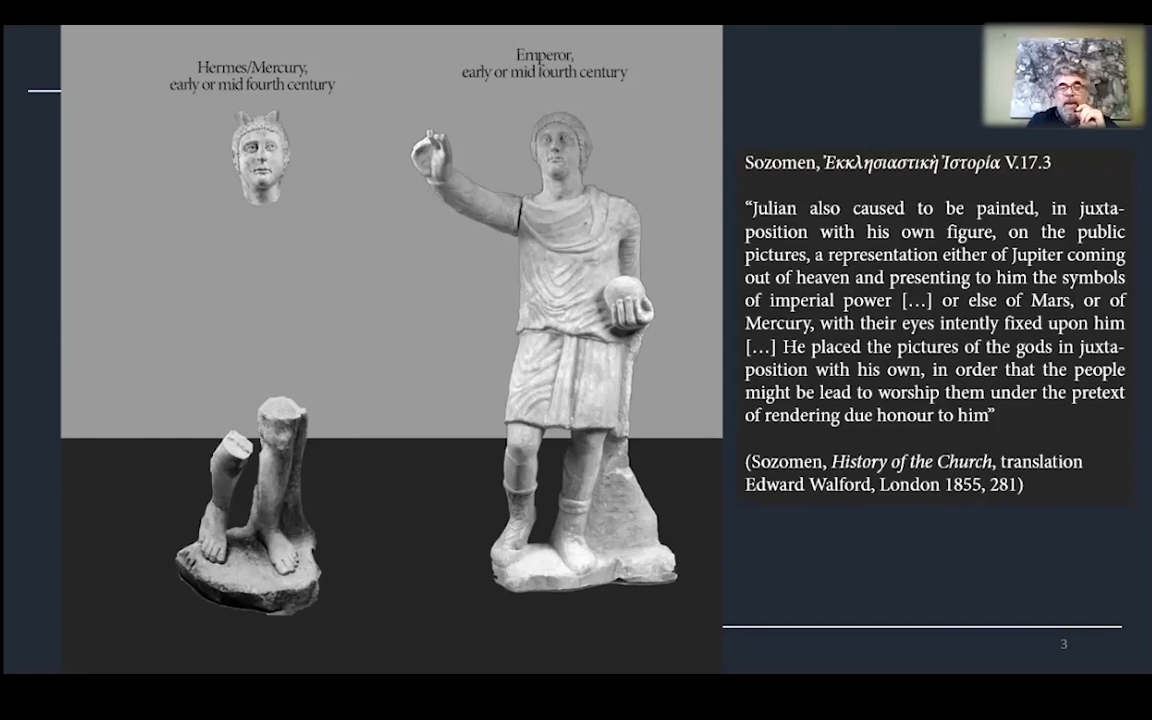 Hermes/Mercury,
early or mid fourth century
Emperor,
early or mid fourth century
Sozomen, Ἐκκλησιαστικὴ Ἱστορία V.17.3
“Julian also caused to be painted, in juxta-
position with his own figure, on the public
pictures, a representation either of Jupiter coming
out of heaven and presenting to him the symbols
of imperial power […] or else of Mars, or of
Mercury, with their eyes intently fixed upon him
[…] He placed the pictures of the gods in juxta-
position with his own, in order that the people
might be lead to worship them under the pretext
of rendering due honour to him”
(Sozomen, History of the Church, translation
Edward Walford, London 1855, 281)
3